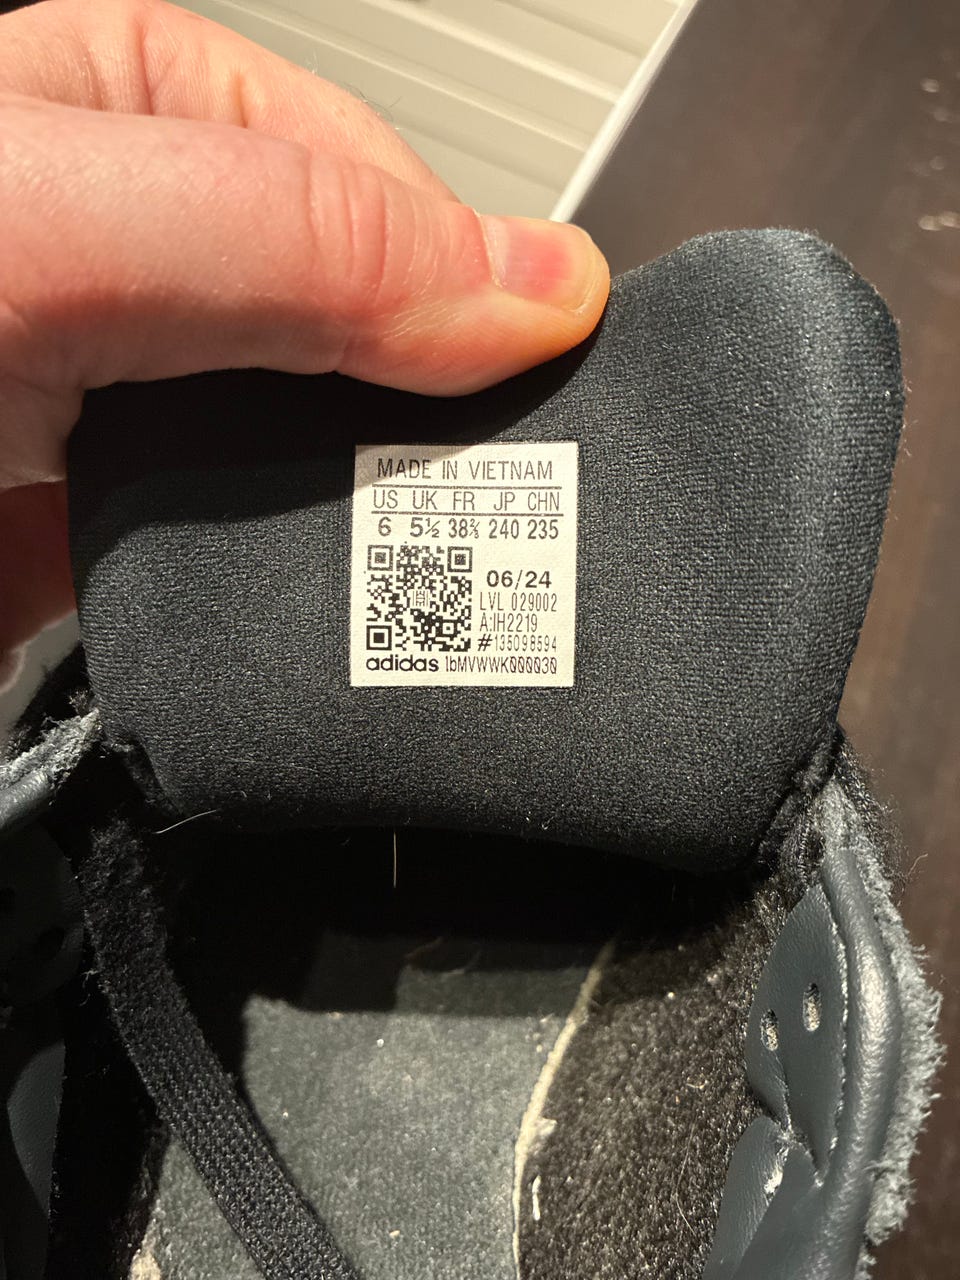 MADE IN VIETNAM
US UK FR JP CHN
6 5½ 38⅔ 240 235
06/24
LVL 029002
A:IH2219
#135098594
adidas 1bMVWWK000030